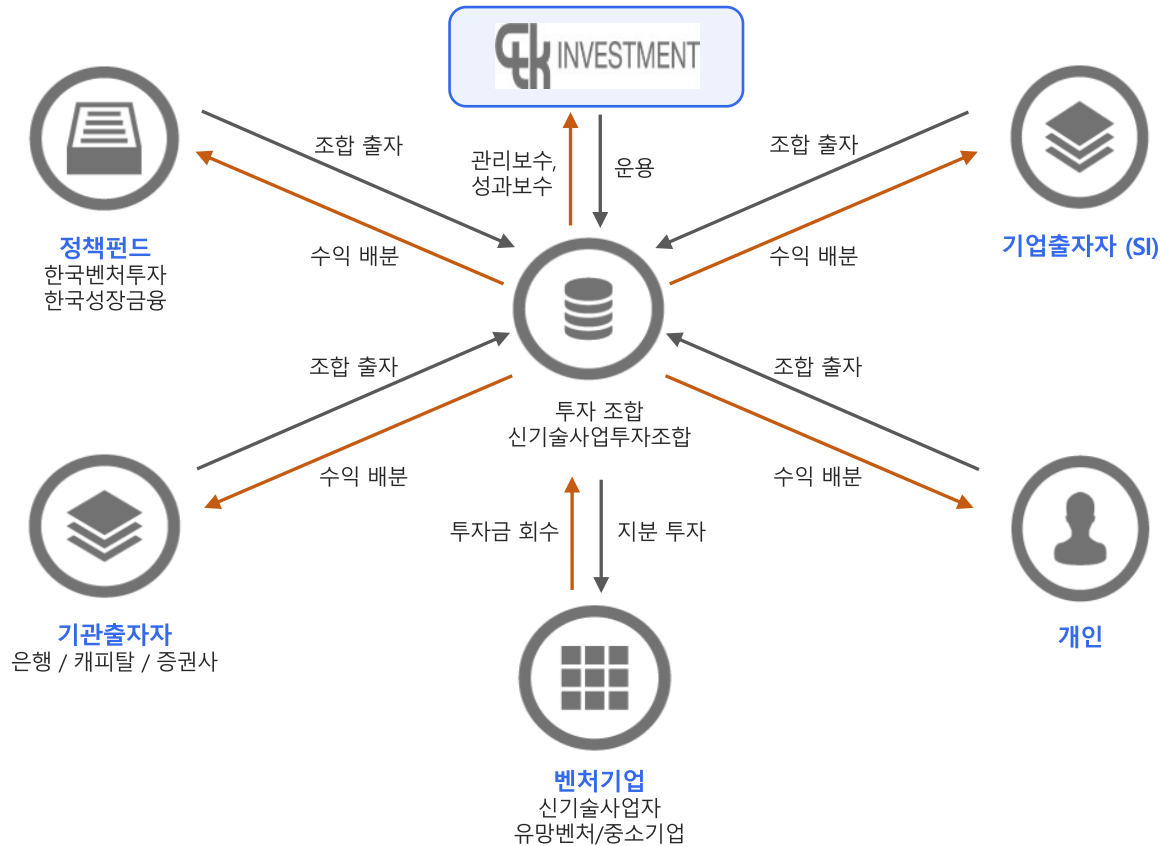 CTK INVESTMENT
조합 출자
관리보수,
성과보수
운용
조합 출자
수익 배분
수익 배분
정책펀드
한국벤처투자
한국성장금융
기업출자자 (SI)
조합 출자
조합 출자
투자 조합
신기술사업투자조합
수익 배분
수익 배분
투자금 회수
지분 투자
기관출자자
은행 / 캐피탈 / 증권사
개인
벤처기업
신기술사업자
유망벤처/중소기업